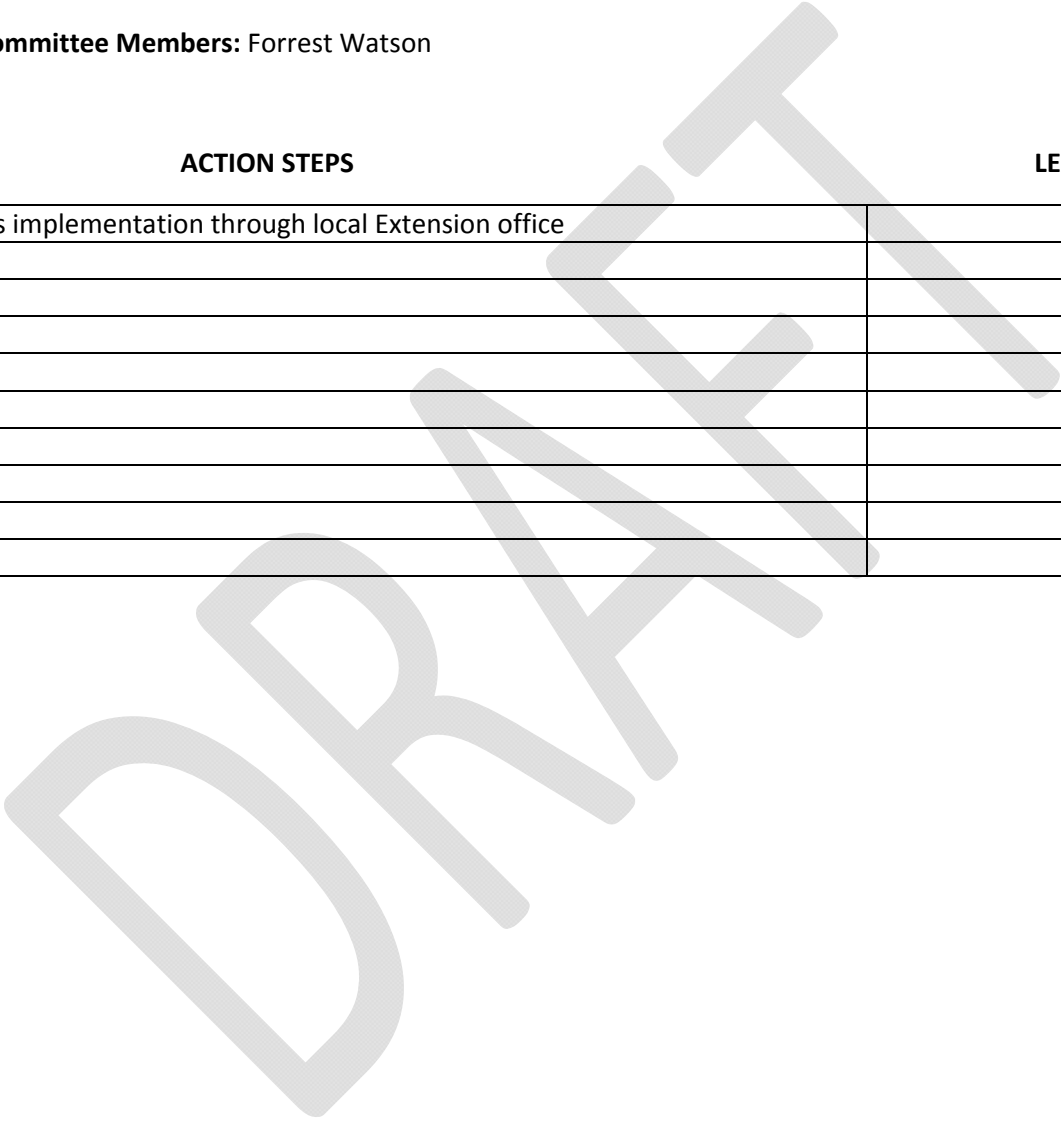 ommittee Members: Forrest Watson
ACTION STEPS LE
s implementation through local Extension office
DRAFT